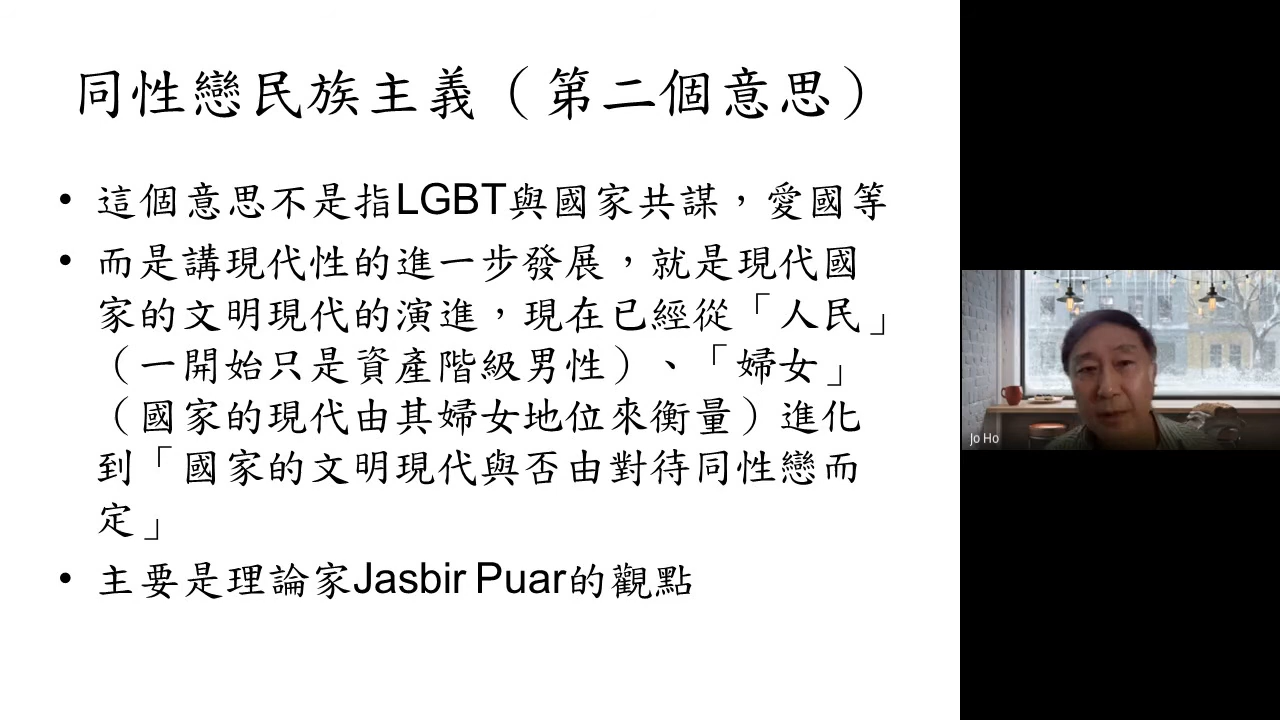 同性戀民族主義（第二個意思）
• 這個意思不是指LGBT與國家共謀，愛國等
• 而是講現代性的進一步發展，就是現代國
家的文明現代的演進，現在已經從「人民」
（一開始只是資產階級男性）、「婦女」
（國家的現代由其婦女地位來衡量）進化
到「國家的文明現代與否由對待同性戀而
定」
• 主要是理論家Jasbir Puar的觀點
Jo Ho